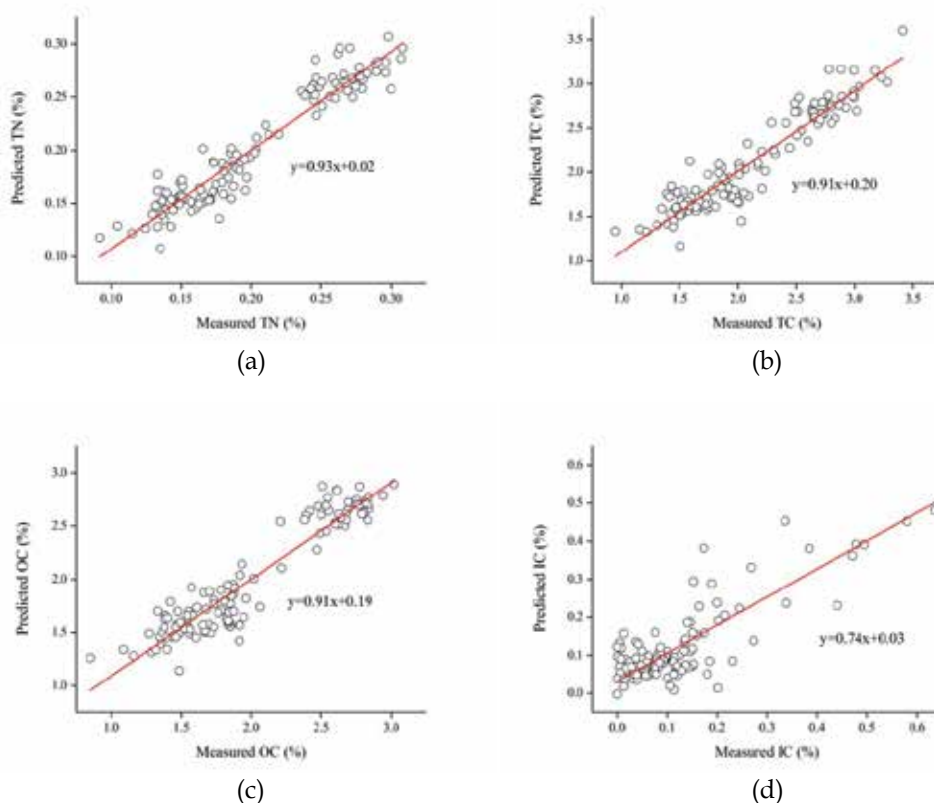 0.30
0.25
0.20
0.15
0.10
Predicted TN (%)
y=0.93x+0.02
0.10 0.15 0.20 0.25 0.30
Measured TN (%)
(a)
3.5
3.0
2.5
2.0
1.5
1.0
Predicted TC (%)
y=0.91x+0.20
1.0 1.5 2.0 2.5 3.0 3.5
Measured TC (%)
(b)
3.0
2.5
2.0
1.5
1.0
Predicted OC (%)
y=0.91x+0.19
1.0 1.5 2.0 2.5 3.0
Measured OC (%)
(c)
0.6
0.5
0.4
0.3
0.2
0.1
0.0
Predicted IC (%)
y=0.74x+0.03
0.0 0.1 0.2 0.3 0.4 0.5 0.6
Measured IC (%)
(d)